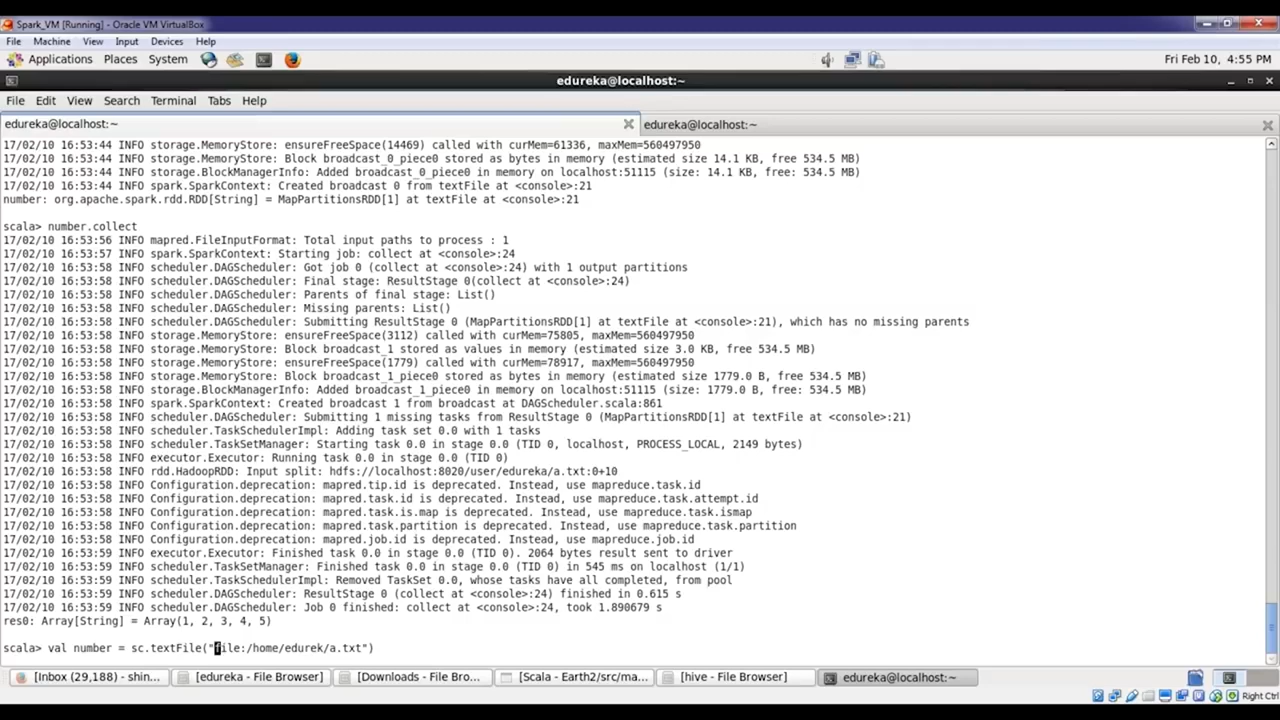 Spark_VM [Running] - Oracle VM VirtualBox
File Machine View Input Devices Help
Applications Places System Fri Feb 10, 4:55 PM
edureka@localhost:~
File Edit View Search Terminal Tabs Help
edureka@localhost:~ edureka@localhost:~
17/02/10 16:53:44 INFO storage.MemoryStore: ensureFreeSpace(14469) called with curMem=61336, maxMem=560497950
17/02/10 16:53:44 INFO storage.MemoryStore: Block broadcast_0_piece0 stored as bytes in memory (estimated size 14.1 KB, free 534.5 MB)
17/02/10 16:53:44 INFO storage.BlockManagerInfo: Added broadcast_0_piece0 in memory on localhost:51115 (size: 14.1 KB, free: 534.5 MB)
17/02/10 16:53:44 INFO spark.SparkContext: Created broadcast 0 from textFile at <console>:21
number: org.apache.spark.rdd.RDD[String] = MapPartitionsRDD[1] at textFile at <console>:21
scala> number.collect
17/02/10 16:53:56 INFO mapred.FileInputFormat: Total input paths to process : 1
17/02/10 16:53:57 INFO spark.SparkContext: Starting job: collect at <console>:24
17/02/10 16:53:58 INFO scheduler.DAGScheduler: Got job 0 (collect at <console>:24) with 1 output partitions
17/02/10 16:53:58 INFO scheduler.DAGScheduler: Final stage: ResultStage 0(collect at <console>:24)
17/02/10 16:53:58 INFO scheduler.DAGScheduler: Parents of final stage: List()
17/02/10 16:53:58 INFO scheduler.DAGScheduler: Missing parents: List()
17/02/10 16:53:58 INFO scheduler.DAGScheduler: Submitting ResultStage 0 (MapPartitionsRDD[1] at textFile at <console>:21), which has no missing parents
17/02/10 16:53:58 INFO storage.MemoryStore: ensureFreeSpace(3112) called with curMem=75805, maxMem=560497950
17/02/10 16:53:58 INFO storage.MemoryStore: Block broadcast_1 stored as values in memory (estimated size 3.0 KB, free 534.5 MB)
17/02/10 16:53:58 INFO storage.MemoryStore: ensureFreeSpace(1779) called with curMem=78917, maxMem=560497950
17/02/10 16:53:58 INFO storage.MemoryStore: Block broadcast_1_piece0 stored as bytes in memory (estimated size 1779.0 B, free 534.5 MB)
17/02/10 16:53:58 INFO storage.BlockManagerInfo: Added broadcast_1_piece0 in memory on localhost:51115 (size: 1779.0 B, free: 534.5 MB)
17/02/10 16:53:58 INFO spark.SparkContext: Created broadcast 1 from broadcast at DAGScheduler.scala:861
17/02/10 16:53:58 INFO scheduler.DAGScheduler: Submitting 1 missing tasks from ResultStage 0 (MapPartitionsRDD[1] at textFile at <console>:21)
17/02/10 16:53:58 INFO scheduler.TaskSchedulerImpl: Adding task set 0.0 with 1 tasks
17/02/10 16:53:58 INFO scheduler.TaskSetManager: Starting task 0.0 in stage 0.0 (TID 0, localhost, PROCESS_LOCAL, 2149 bytes)
17/02/10 16:53:58 INFO executor.Executor: Running task 0.0 in stage 0.0 (TID 0)
17/02/10 16:53:58 INFO rdd.HadoopRDD: Input split: hdfs://localhost:8020/user/edureka/a.txt:0+10
17/02/10 16:53:58 INFO Configuration.deprecation: mapred.tip.id is deprecated. Instead, use mapreduce.task.id
17/02/10 16:53:58 INFO Configuration.deprecation: mapred.task.id is deprecated. Instead, use mapreduce.task.attempt.id
17/02/10 16:53:58 INFO Configuration.deprecation: mapred.task.is.map is deprecated. Instead, use mapreduce.task.ismap
17/02/10 16:53:58 INFO Configuration.deprecation: mapred.task.partition is deprecated. Instead, use mapreduce.task.partition
17/02/10 16:53:58 INFO Configuration.deprecation: mapred.job.id is deprecated. Instead, use mapreduce.job.id
17/02/10 16:53:59 INFO executor.Executor: Finished task 0.0 in stage 0.0 (TID 0). 2064 bytes result sent to driver
17/02/10 16:53:59 INFO scheduler.TaskSetManager: Finished task 0.0 in stage 0.0 (TID 0) in 545 ms on localhost (1/1)
17/02/10 16:53:59 INFO scheduler.TaskSchedulerImpl: Removed TaskSet 0.0, whose tasks have all completed, from pool
17/02/10 16:53:59 INFO scheduler.DAGScheduler: ResultStage 0 (collect at <console>:24) finished in 0.615 s
17/02/10 16:53:59 INFO scheduler.DAGScheduler: Job 0 finished: collect at <console>:24, took 1.890679 s
res0: Array[String] = Array(1, 2, 3, 4, 5)
scala> val number = sc.textFile("file:/home/edurek/a.txt")
[Inbox (29,188) - shin... [edureka - File Browser] [Downloads - File Bro... [Scala - Earth2/src/ma... [hive - File Browser] edureka@localhost:~
Right Ctrl